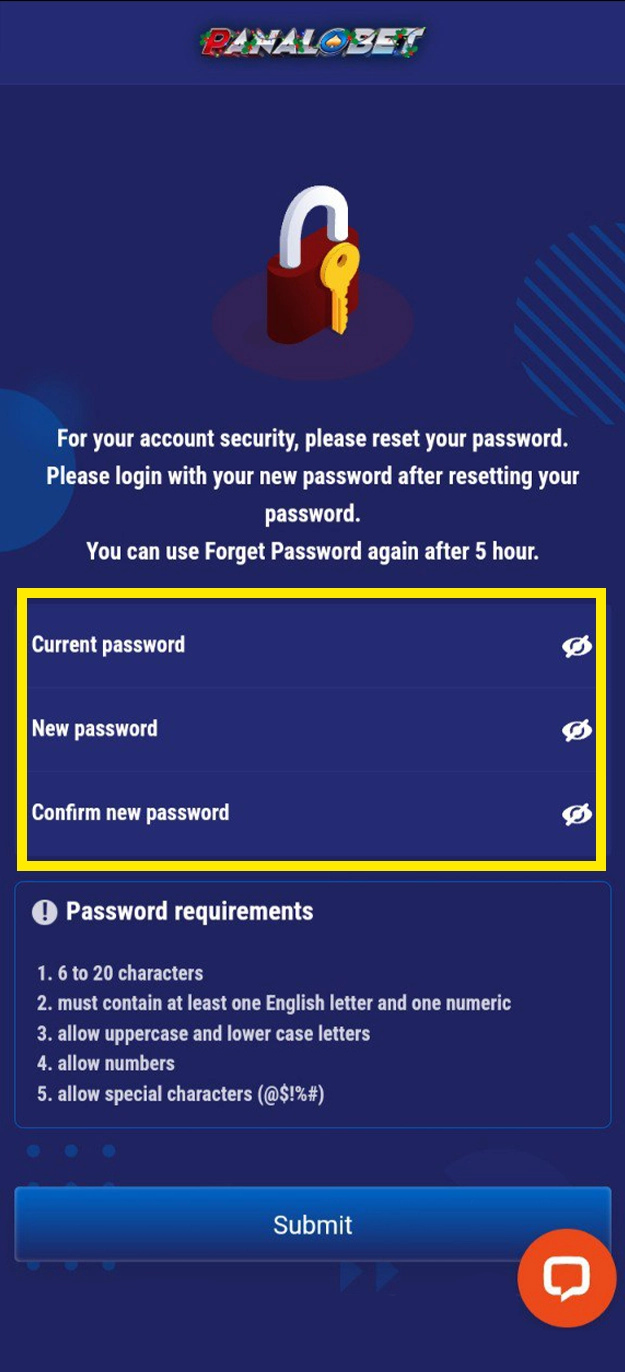 PANALOBET
For your account security, please reset your password.
Please login with your new password after resetting your
password.
You can use Forget Password again after 5 hour.
Current password
New password
Confirm new password
Password requirements
1. 6 to 20 characters
2. must contain at least one English letter and one numeric
3. allow uppercase and lower case letters
4. allow numbers
5. allow special characters (@$!%#)
Submit